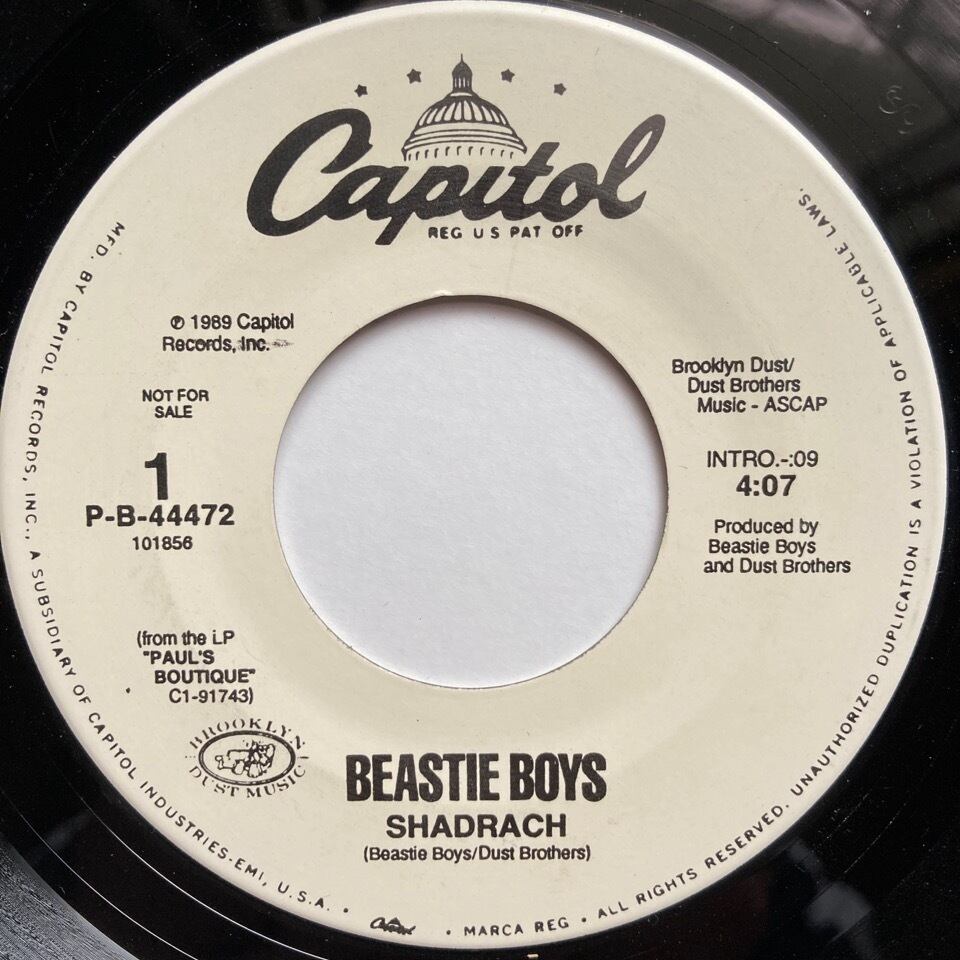 Capitol
REG U S PAT OFF
℗ 1989 Capitol
Records, Inc.
NOT FOR
SALE
1
P-B-44472
101856
(from the LP
"PAUL'S
BOUTIQUE"
C1-91743)
BROOKLYN
DUST MUSIC
Brooklyn Dust/
Dust Brothers
Music - ASCAP
INTRO.-:09
4:07
Produced by
Beastie Boys
and Dust Brothers
BEASTIE BOYS
SHADRACH
(Beastie Boys/Dust Brothers)
MFD. BY CAPITOL RECORDS, INC., A SUBSIDIARY OF CAPITOL INDUSTRIES-EMI, U.S.A. • Capitol • MARCA REG • ALL RIGHTS RESERVED. UNAUTHORIZED DUPLICATION IS A VIOLATION OF APPLICABLE LAWS.